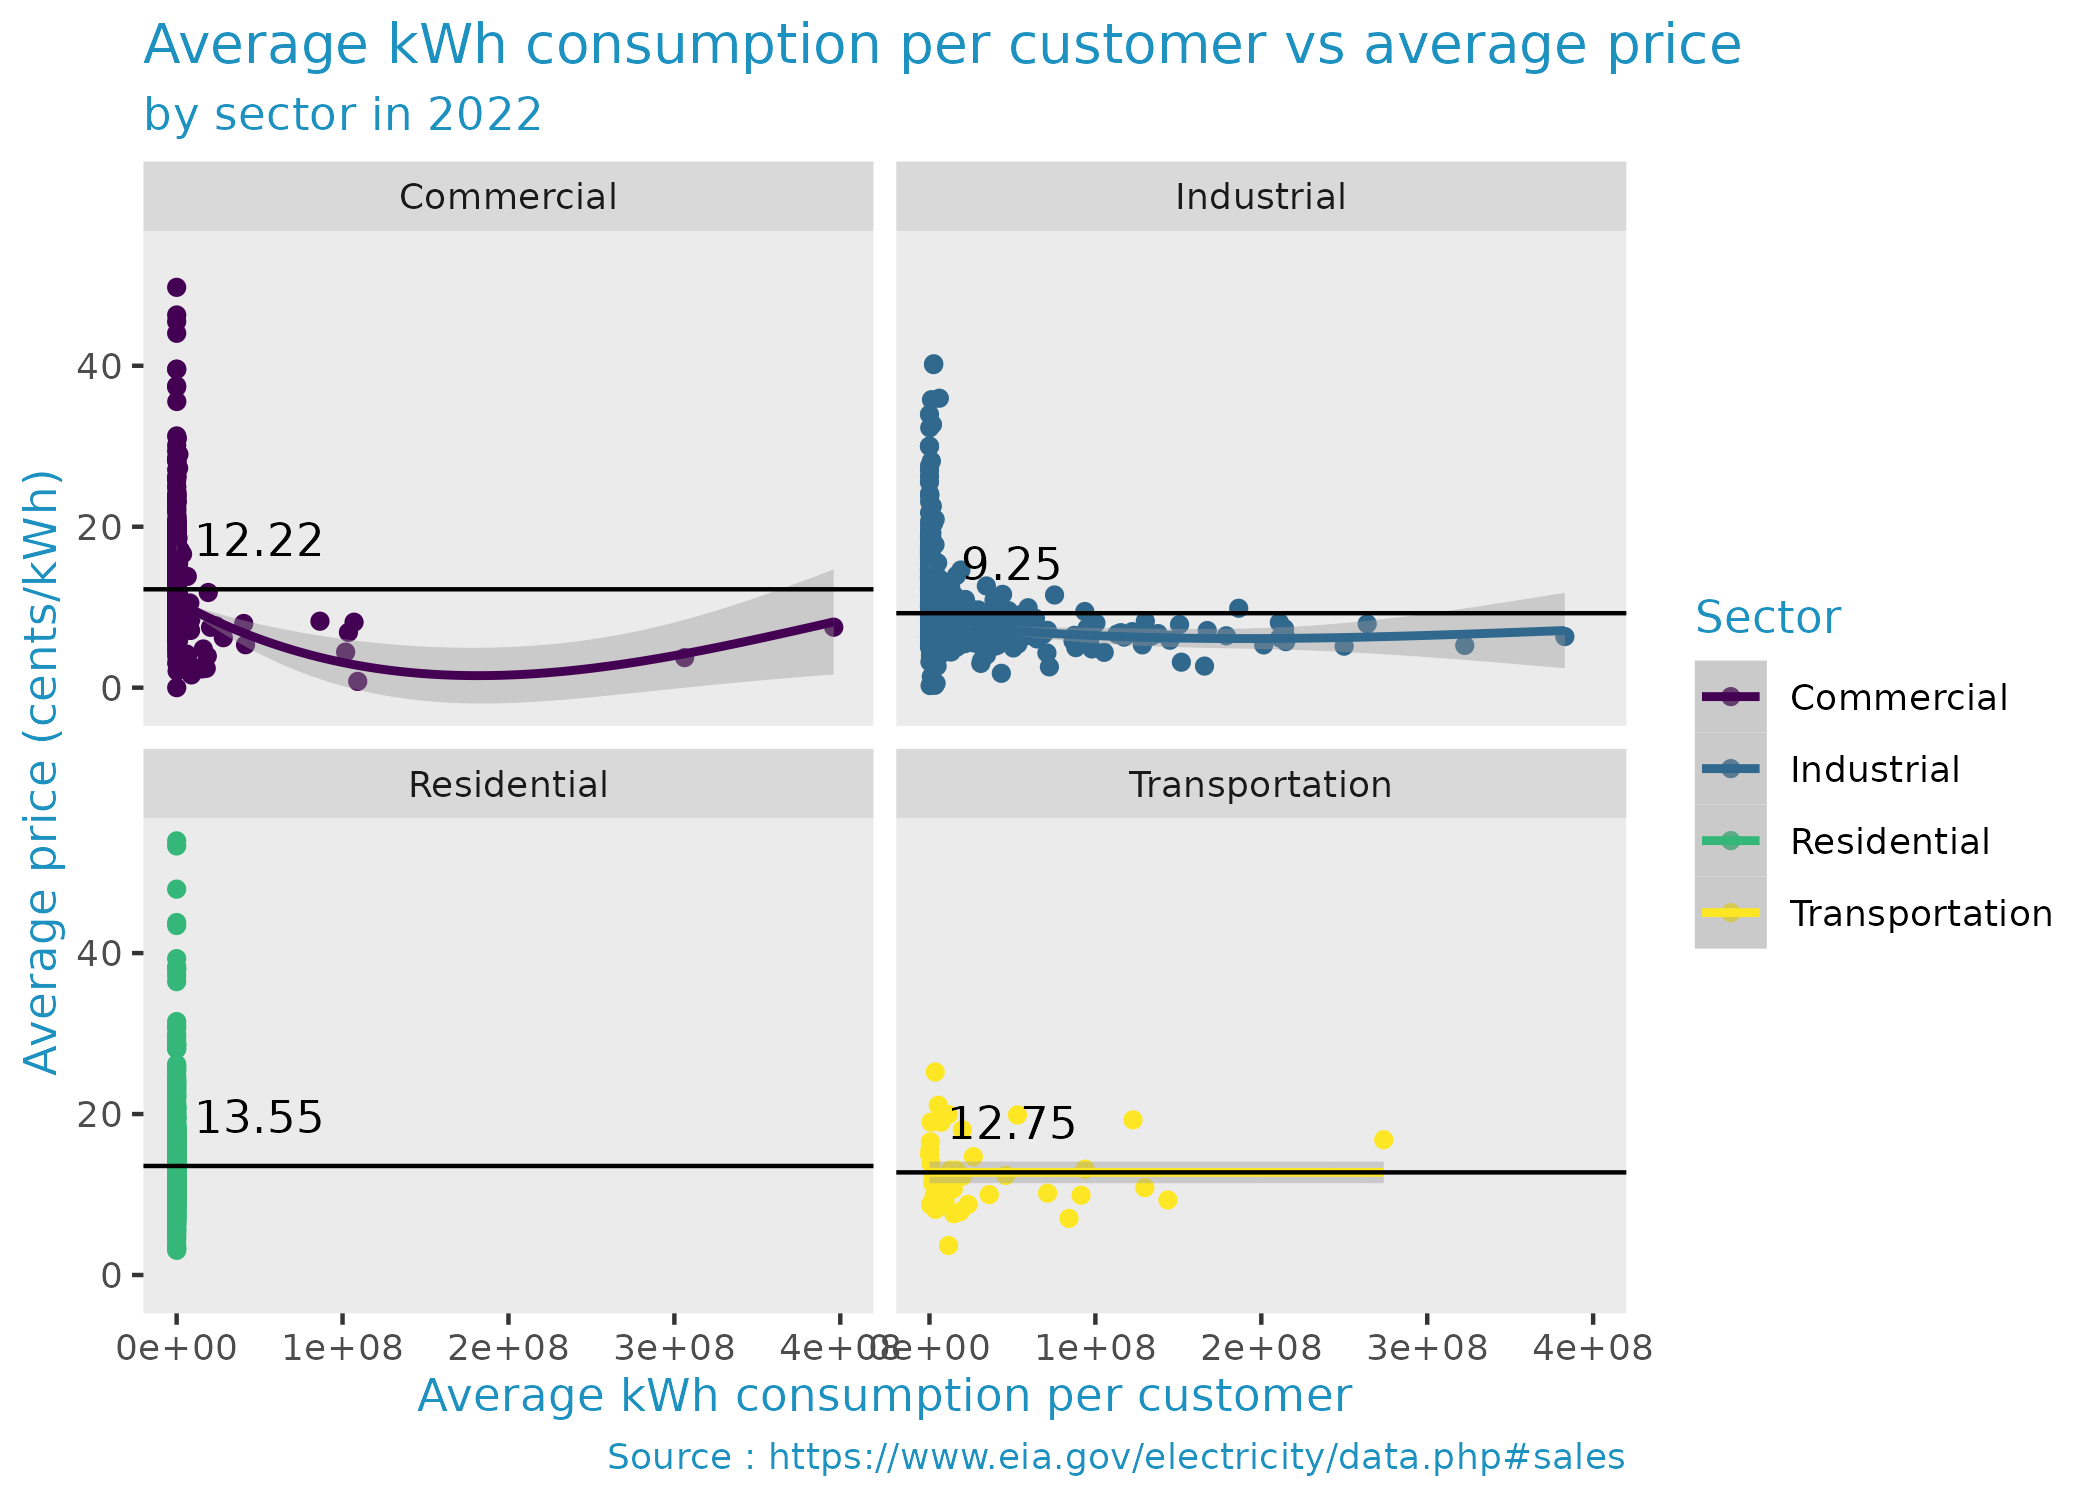 Average kWh consumption per customer vs average price
by sector in 2022
Commercial
Industrial
40
20
0
12.22
9.25
Residential
Transportation
40
20
0
13.55
12.75
0e+00 1e+08 2e+08 3e+08 4e+08
0e+00 1e+08 2e+08 3e+08 4e+08
Average price (cents/kWh)
Average kWh consumption per customer
Source : https://www.eia.gov/electricity/data.php#sales
Sector
Commercial
Industrial
Residential
Transportation